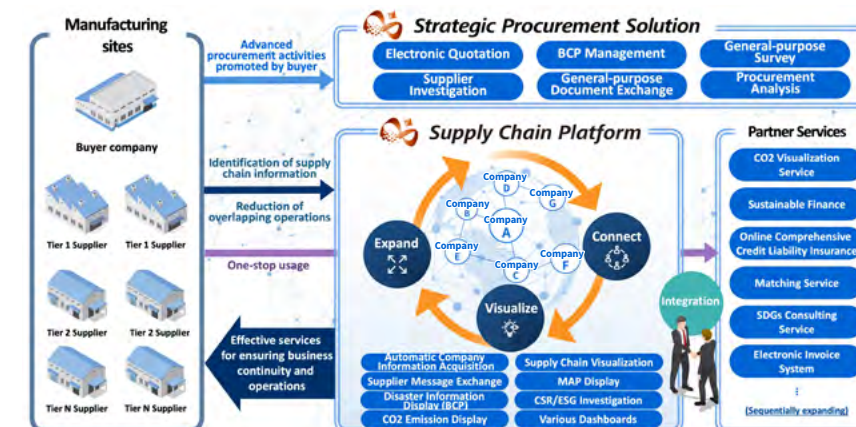 Manufacturing
sites
Buyer company
Tier 1 Supplier
Tier 1 Supplier
Tier 2 Supplier
Tier 2 Supplier
Tier N Supplier
Tier N Supplier
Advanced
procurement activities
promoted by buyer
Identification of supply
chain information
Reduction of
overlapping operations
One-stop usage
Effective services
for ensuring business
continuity and
operations
Strategic Procurement Solution
Electronic Quotation
BCP Management
General-purpose
Survey
Supplier
Investigation
General-purpose
Document Exchange
Procurement
Analysis
Supply Chain Platform
Expand
Connect
Visualize
Company
D
Company
G
Company
B
Company
A
Company
E
Company
F
Company
C
Automatic Company
Information Acquisition
Supply Chain Visualization
Supplier Message Exchange
MAP Display
Disaster Information
Display (BCP)
CSR/ESG Investigation
CO2 Emission Display
Various Dashboards
Integration
Partner Services
CO2 Visualization
Service
Sustainable Finance
Online Comprehensive
Credit Liability Insurance
Matching Service
SDGs Consulting
Service
Electronic Invoice
System
⋮
(Sequentially expanding)